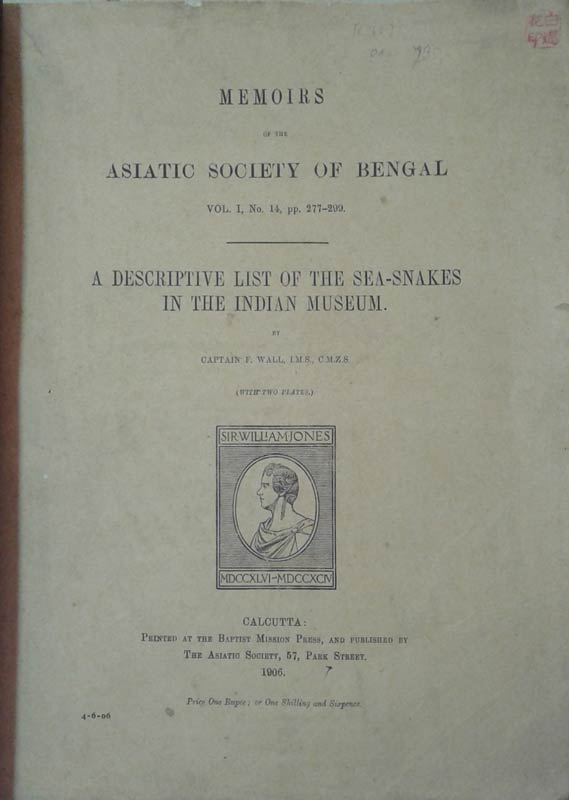 MEMOIRS
OF THE
ASIATIC SOCIETY OF BENGAL
VOL. I, No. 14, pp. 277–299.
A DESCRIPTIVE LIST OF THE SEA-SNAKES
IN THE INDIAN MUSEUM.
BY
CAPTAIN F. WALL, I.M.S., C.M.Z.S.
(WITH TWO PLATES.)
SIR WILLIAM JONES
MDCCXLVI–MDCCXCIV
CALCUTTA:
PRINTED AT THE BAPTIST MISSION PRESS, AND PUBLISHED BY
THE ASIATIC SOCIETY, 57, PARK STREET.
1906.
Price One Rupee; or One Shilling and Sixpence.
4-6-06